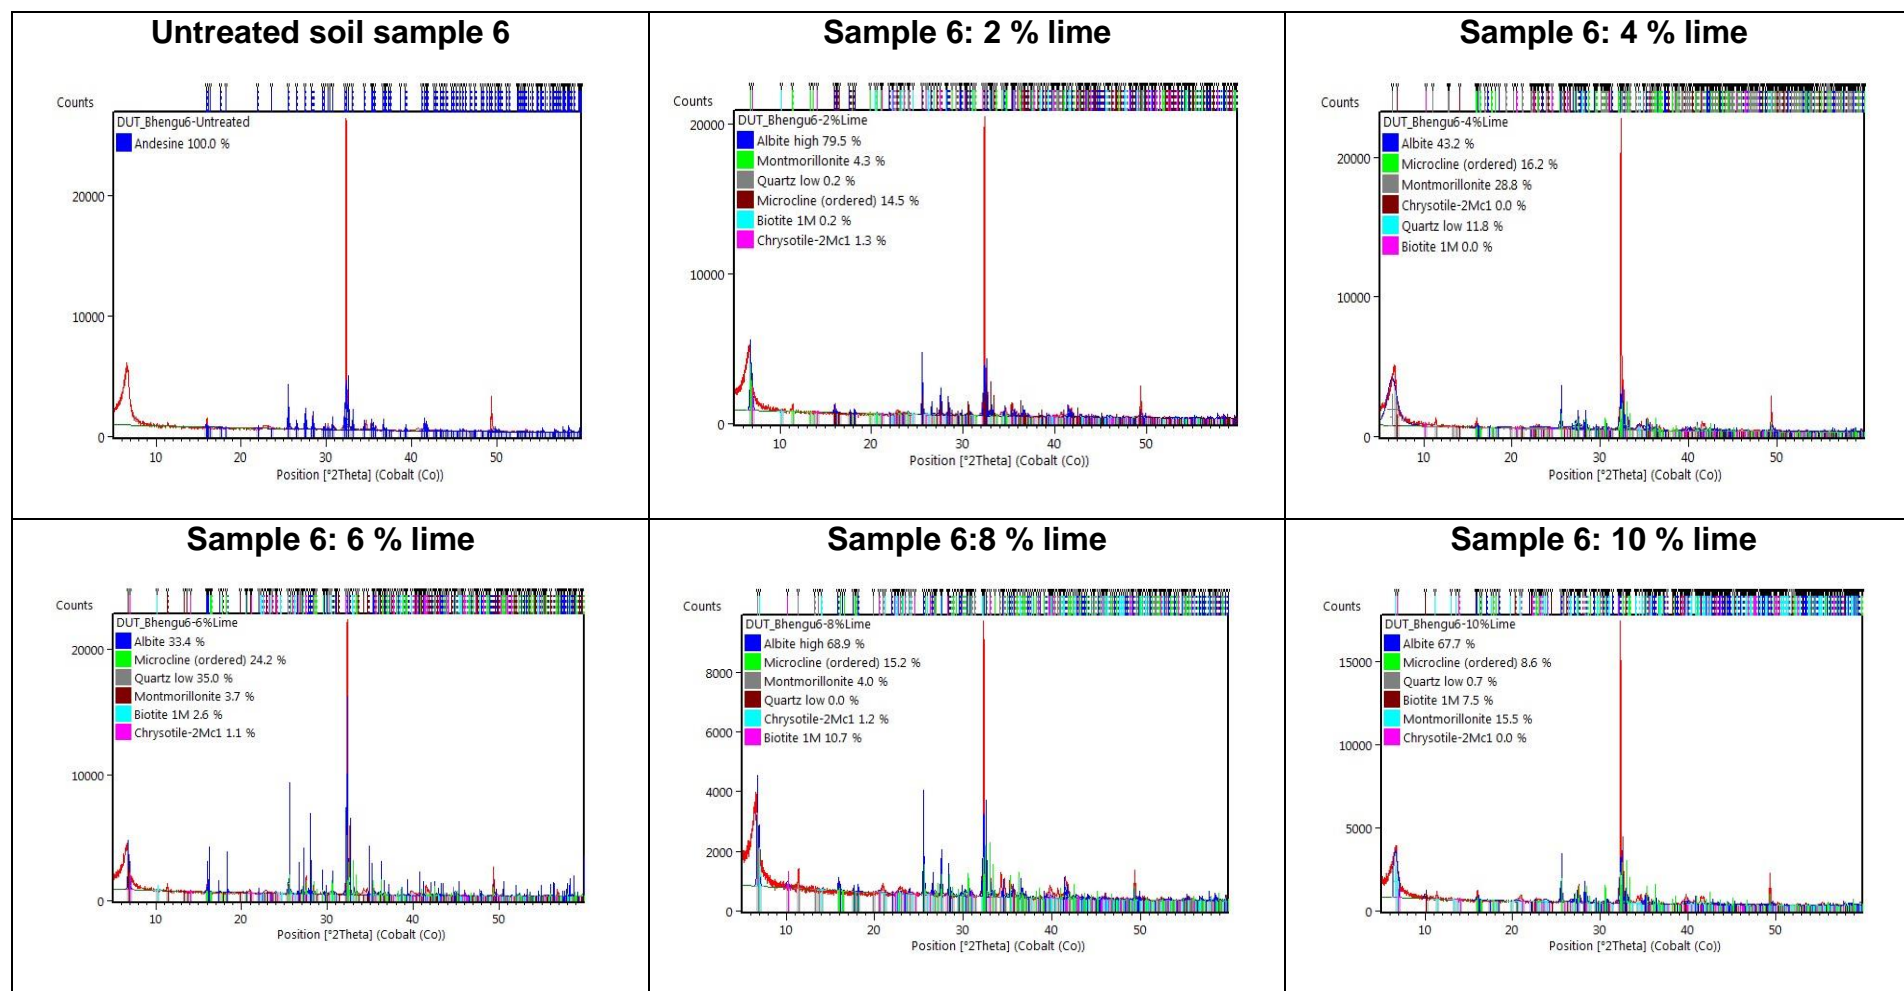 Untreated soil sample 6
Counts
DUT_Bhengu6-Untreated
Andesine 100.0 %
20000
10000
0
10 20 30 40 50
Position [°2Theta] (Cobalt (Co))
Sample 6: 2 % lime
Counts
20000
DUT_Bhengu6-2%Lime
Albite high 79.5 %
Montmorillonite 4.3 %
Quartz low 0.2 %
Microcline (ordered) 14.5 %
Biotite 1M 0.2 %
Chrysotile-2Mc1 1.3 %
10000
0
10 20 30 40 50
Position [°2Theta] (Cobalt (Co))
Sample 6: 4 % lime
Counts
DUT_Bhengu6-4%Lime
Albite 43.2 %
20000
Microcline (ordered) 16.2 %
Montmorillonite 28.8 %
Chrysotile-2Mc1 0.0 %
Quartz low 11.8 %
Biotite 1M 0.0 %
10000
0
10 20 30 40 50
Position [°2Theta] (Cobalt (Co))
Sample 6: 6 % lime
Counts
DUT_Bhengu6-6%Lime
Albite 33.4 %
20000
Microcline (ordered) 24.2 %
Quartz low 35.0 %
Montmorillonite 3.7 %
Biotite 1M 2.6 %
Chrysotile-2Mc1 1.1 %
10000
0
10 20 30 40 50
Position [°2Theta] (Cobalt (Co))
Sample 6:8 % lime
Counts
DUT_Bhengu6-8%Lime
Albite high 68.9 %
Microcline (ordered) 15.2 %
8000
Montmorillonite 4.0 %
Quartz low 0.0 %
Chrysotile-2Mc1 1.2 %
6000
Biotite 1M 10.7 %
4000
2000
0
10 20 30 40 50
Position [°2Theta] (Cobalt (Co))
Sample 6: 10 % lime
Counts
DUT_Bhengu6-10%Lime
Albite 67.7 %
15000
Microcline (ordered) 8.6 %
Quartz low 0.7 %
Biotite 1M 7.5 %
Montmorillonite 15.5 %
Chrysotile-2Mc1 0.0 %
10000
5000
0
10 20 30 40 50
Position [°2Theta] (Cobalt (Co))